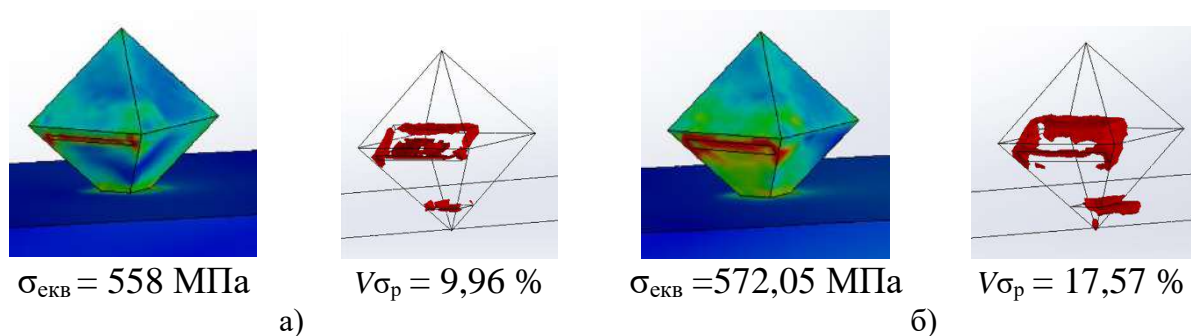 σекв = 558 МПа
Vσр = 9,96 %
σекв =572,05 МПа
Vσр = 17,57 %
а)
б)